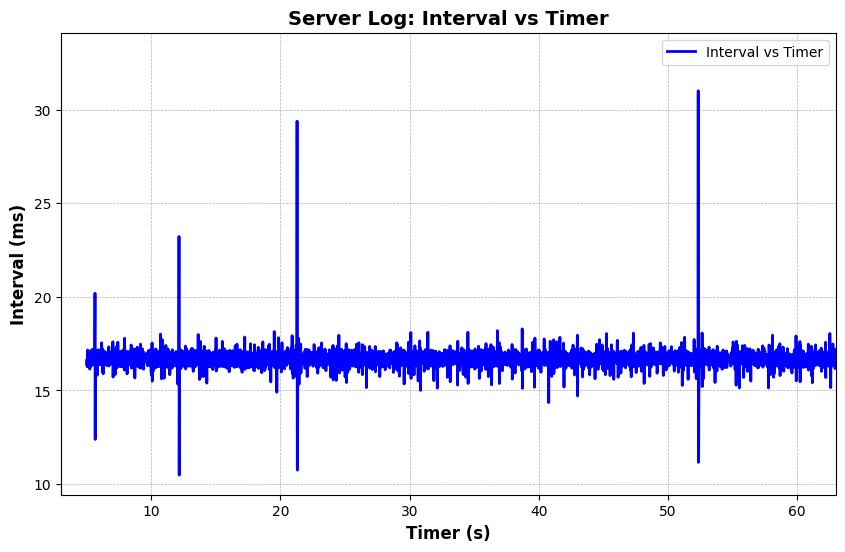 Server Log: Interval vs Timer
Interval vs Timer
30
25
20
15
10
Interval (ms)
10 20 30 40 50 60
Timer (s)